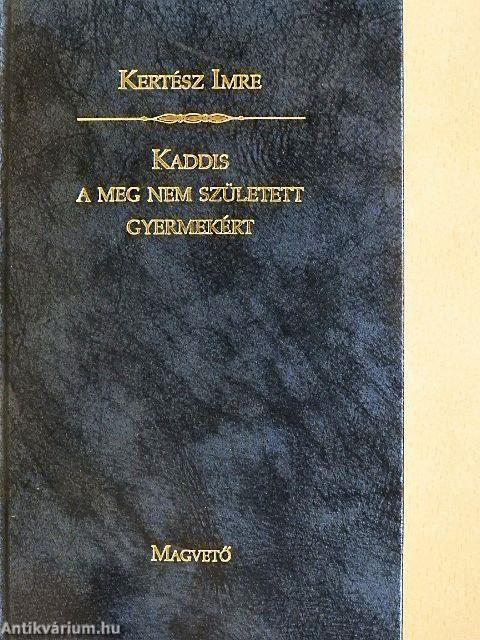 KERTÉSZ IMRE
KADDIS
A MEG NEM SZÜLETETT
GYERMEKÉRT
MAGVETŐ
Antikvárium.hu